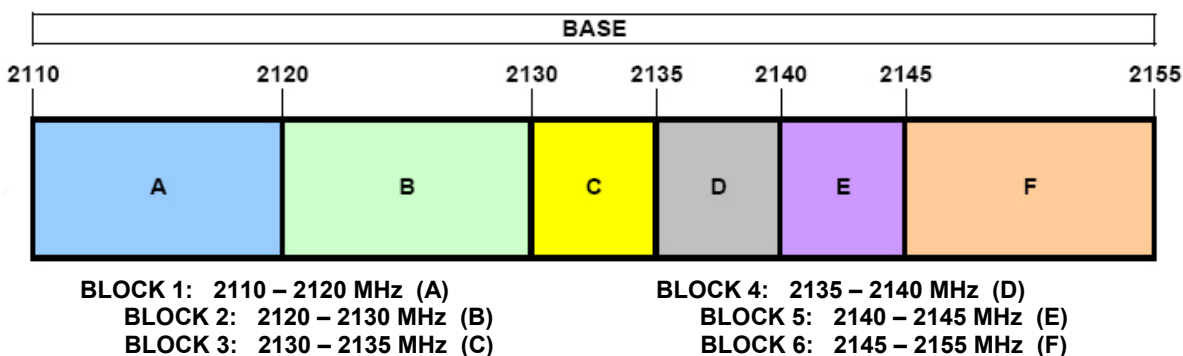 BASE
2110 2120 2130 2135 2140 2145 2155
A B C D E F
BLOCK 1: 2110 – 2120 MHz (A)
BLOCK 2: 2120 – 2130 MHz (B)
BLOCK 3: 2130 – 2135 MHz (C)
BLOCK 4: 2135 – 2140 MHz (D)
BLOCK 5: 2140 – 2145 MHz (E)
BLOCK 6: 2145 – 2155 MHz (F)